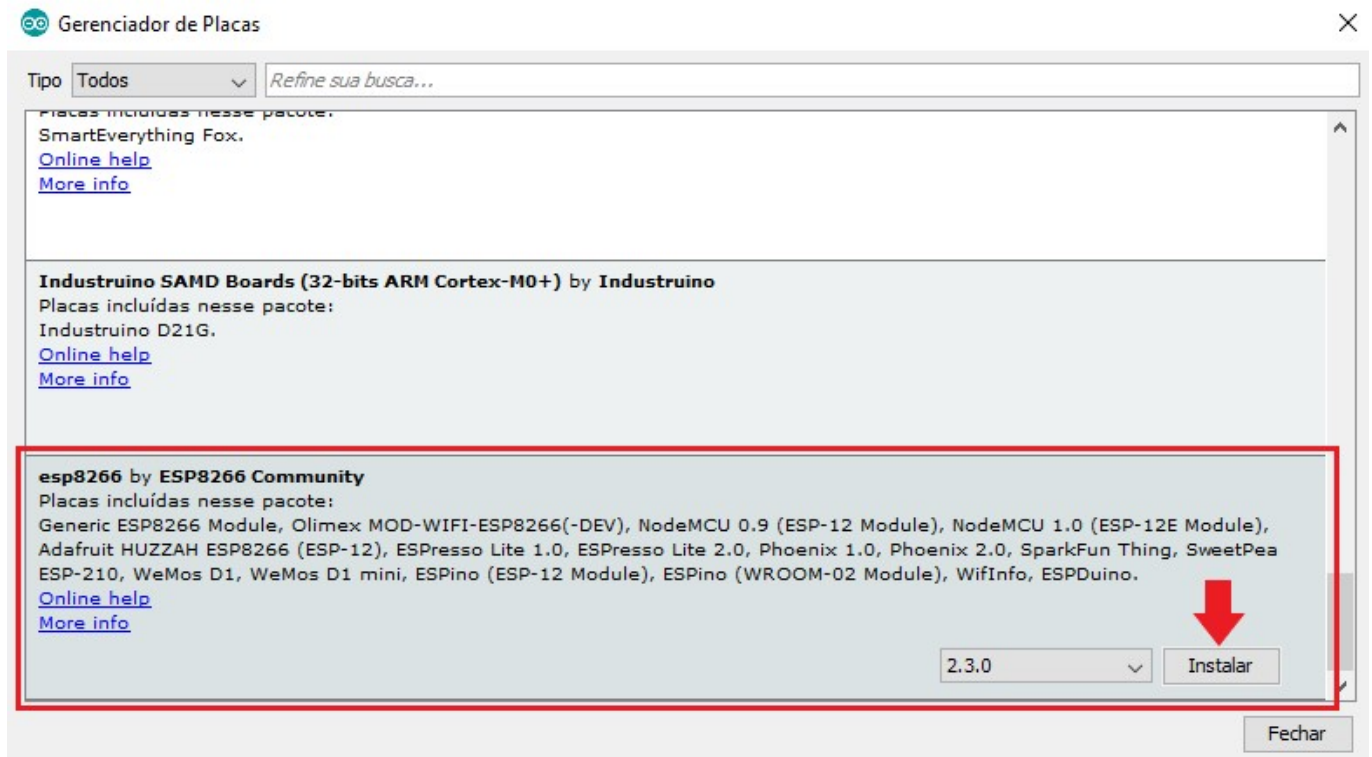 Gerenciador de Placas
Tipo Todos Refine sua busca...
Placas incluídas nesse pacote:
SmartEverything Fox.
Online help
More info
Industruino SAMD Boards (32-bits ARM Cortex-M0+) by Industruino
Placas incluídas nesse pacote:
Industruino D21G.
Online help
More info
esp8266 by ESP8266 Community
Placas incluídas nesse pacote:
Generic ESP8266 Module, Olimex MOD-WIFI-ESP8266(-DEV), NodeMCU 0.9 (ESP-12 Module), NodeMCU 1.0 (ESP-12E Module),
Adafruit HUZZAH ESP8266 (ESP-12), ESPresso Lite 1.0, ESPresso Lite 2.0, Phoenix 1.0, Phoenix 2.0, SparkFun Thing, SweetPea
ESP-210, WeMos D1, WeMos D1 mini, ESPino (ESP-12 Module), ESPino (WROOM-02 Module), WifInfo, ESPDuino.
Online help
More info
2.3.0 Instalar
Fechar